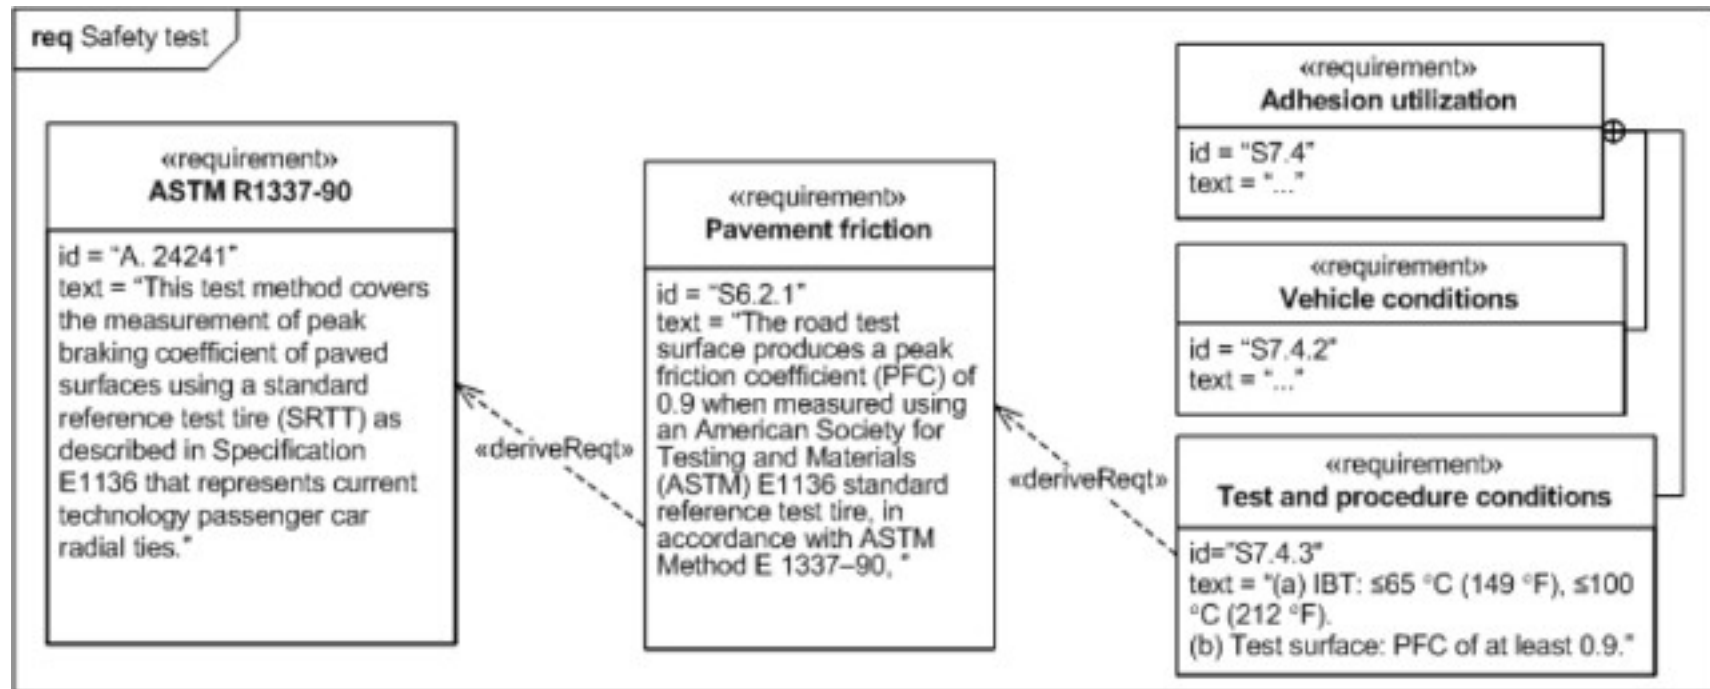 req Safety test
«requirement»
ASTM R1337-90
id = “A. 24241”
text = “This test method covers
the measurement of peak
braking coefficient of paved
surfaces using a standard
reference test tire (SRTT) as
described in Specification
E1136 that represents current
technology passenger car
radial ties.”
«deriveReqt»
«requirement»
Pavement friction
id = “S6.2.1”
text = “The road test
surface produces a peak
friction coefficient (PFC) of
0.9 when measured using
an American Society for
Testing and Materials
(ASTM) E1136 standard
reference test tire, in
accordance with ASTM
Method E 1337–90, ”
«deriveReqt»
«requirement»
Adhesion utilization
id = “S7.4”
text = “...”
«requirement»
Vehicle conditions
id = “S7.4.2”
text = “...”
«requirement»
Test and procedure conditions
id=”S7.4.3”
text = “(a) IBT: ≤65 °C (149 °F), ≤100
°C (212 °F).
(b) Test surface: PFC of at least 0.9.”